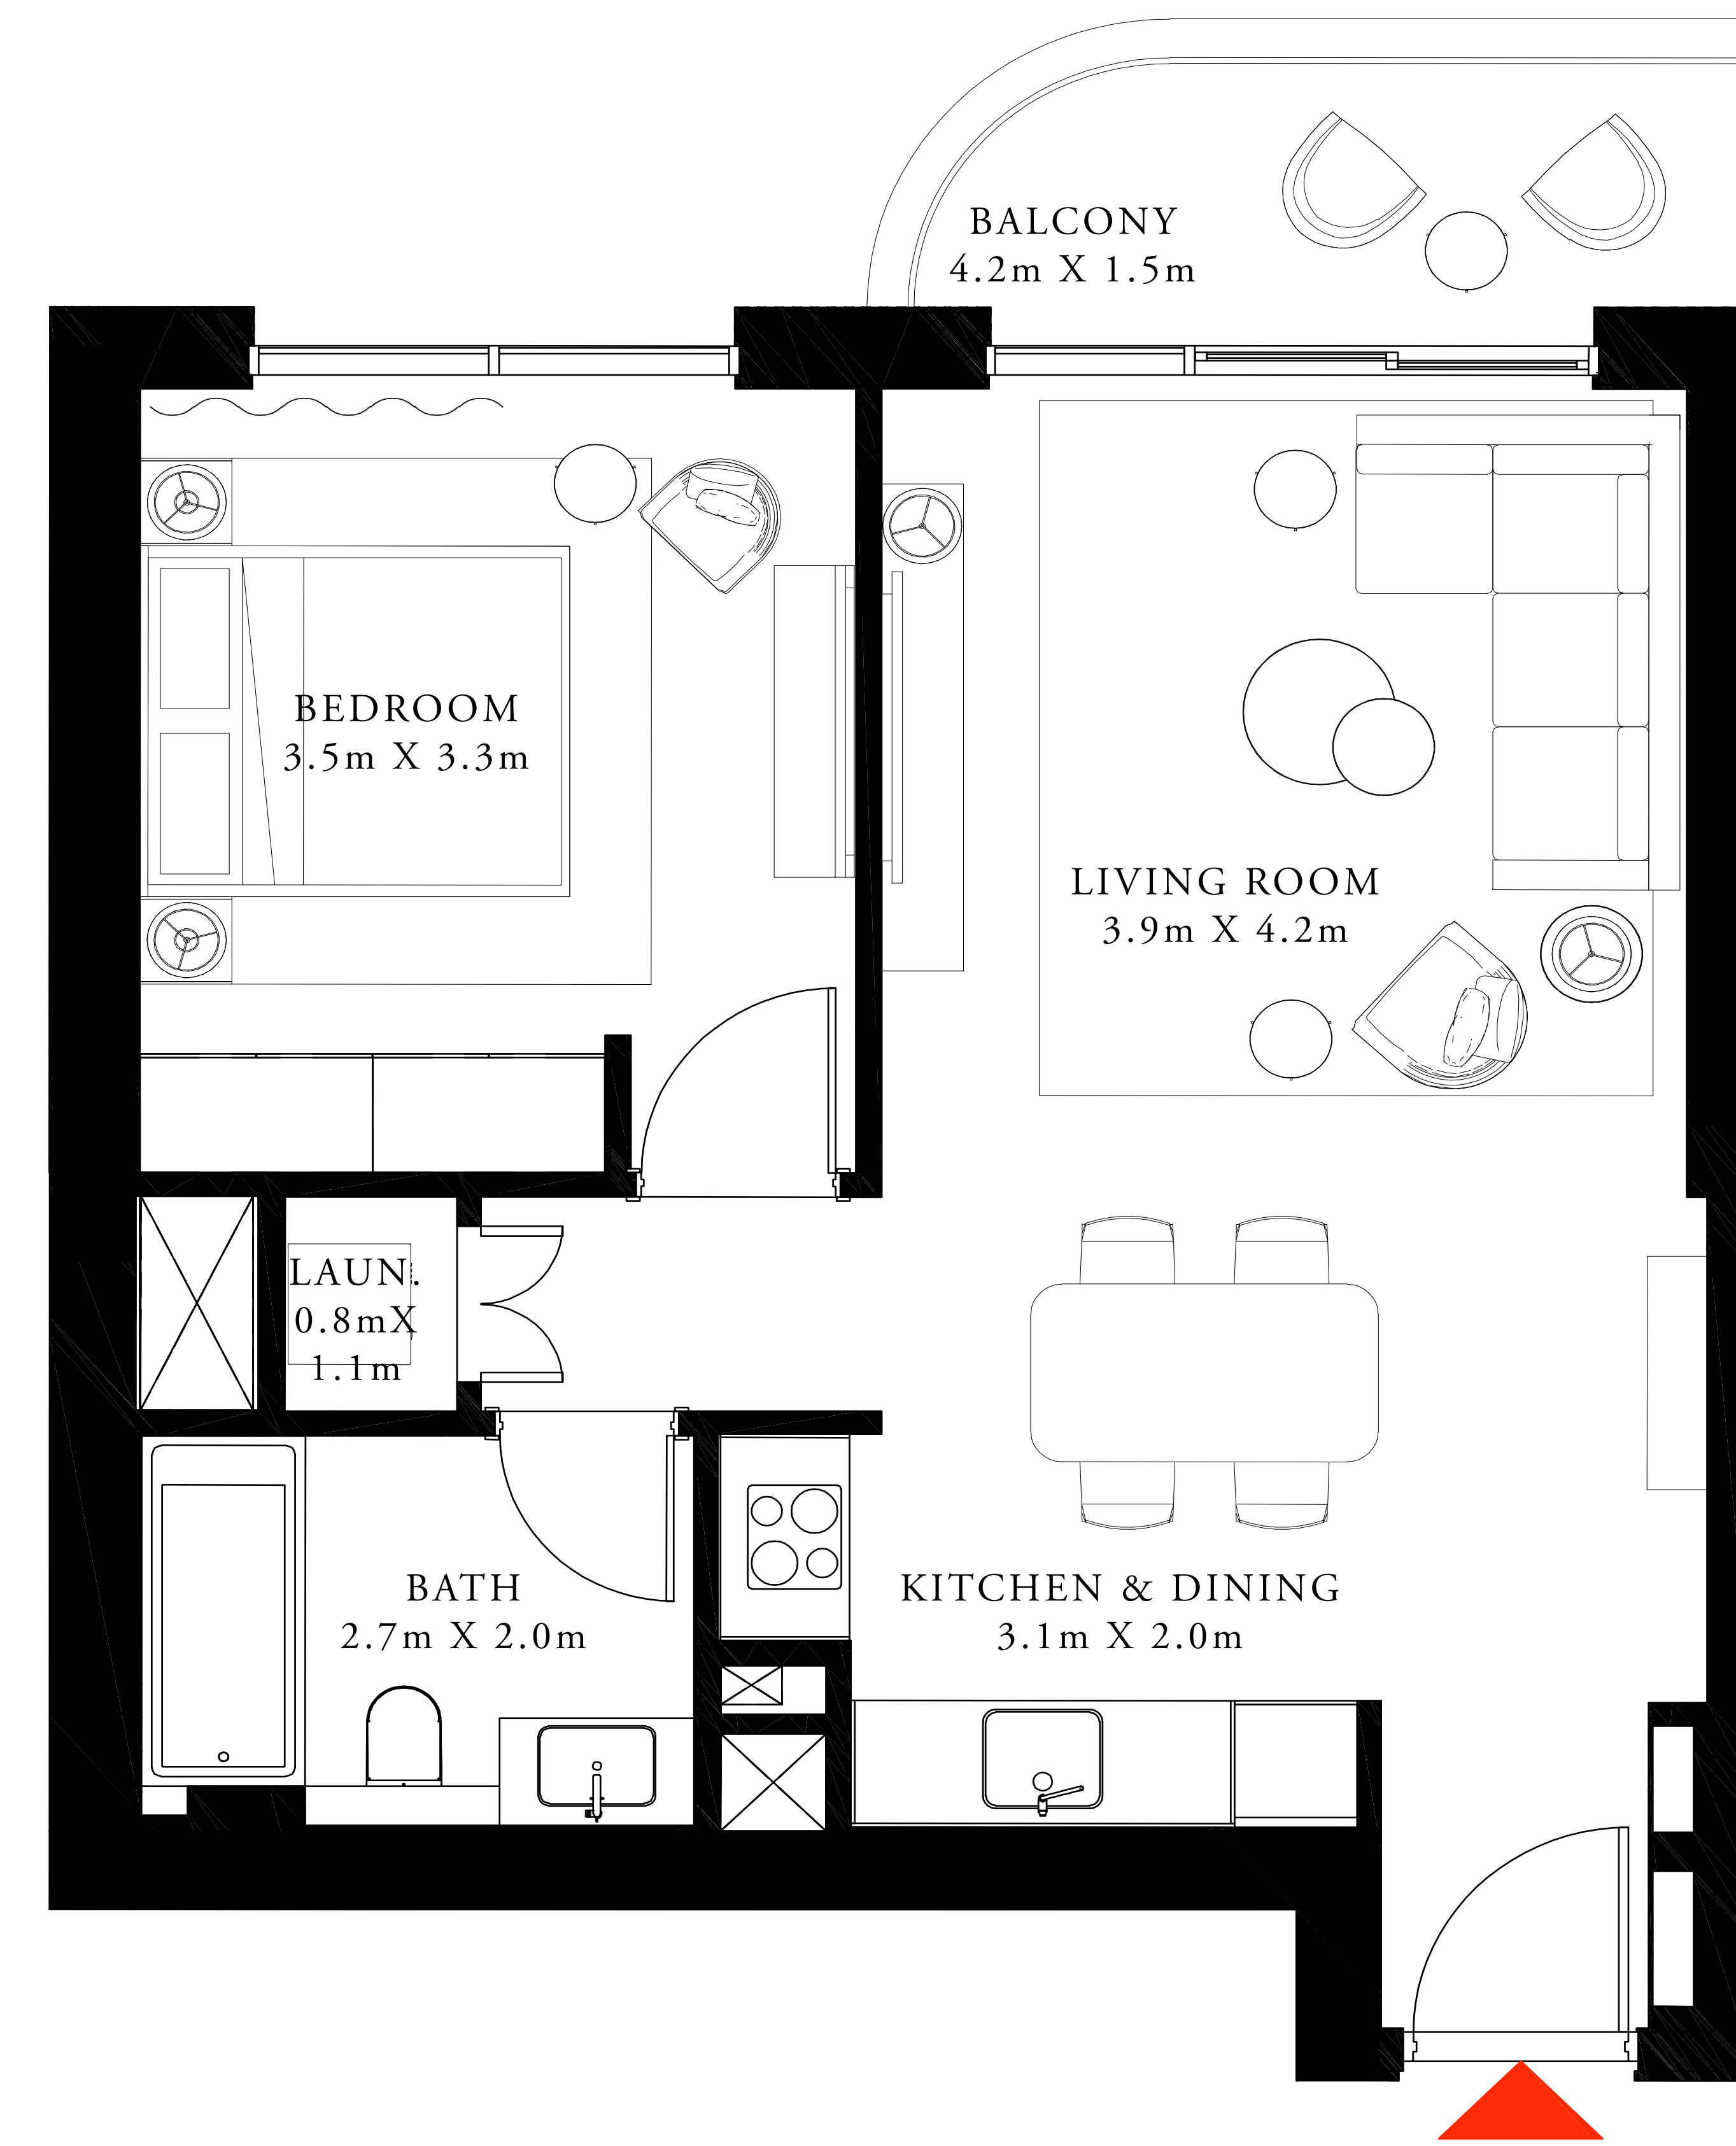 BALCONY
4.2m X 1.5m
BEDROOM
3.5m X 3.3m
LIVING ROOM
3.9m X 4.2m
LAUN.
0.8mX
1.1m
BATH
2.7m X 2.0m
KITCHEN & DINING
3.1m X 2.0m